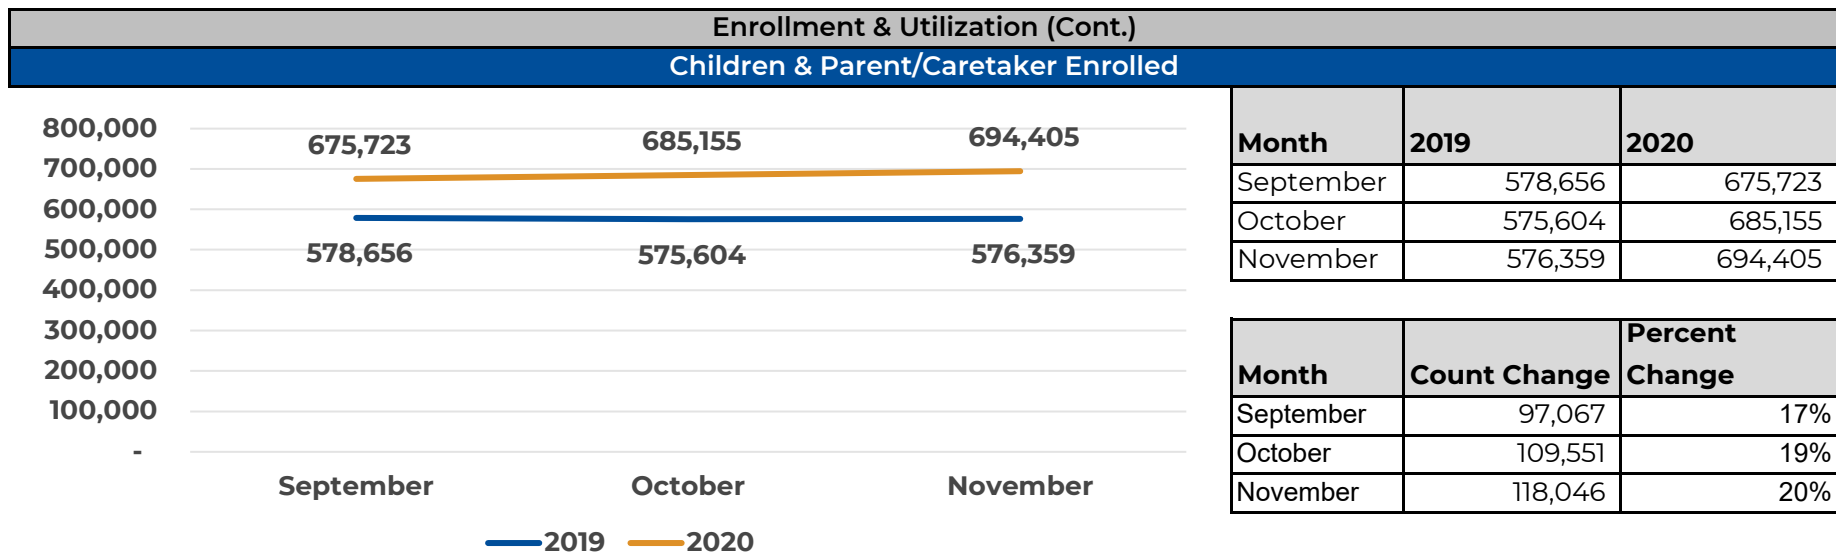 Enrollment & Utilization (Cont.)
Children & Parent/Caretaker Enrolled
800,000
700,000
600,000
500,000
400,000
300,000
200,000
100,000
-
675,723 685,155 694,405
578,656 575,604 576,359
September October November
2019 2020
Month 2019 2020
September 578,656 675,723
October 575,604 685,155
November 576,359 694,405
Percent
Month Count Change Change
September 97,067 17%
October 109,551 19%
November 118,046 20%